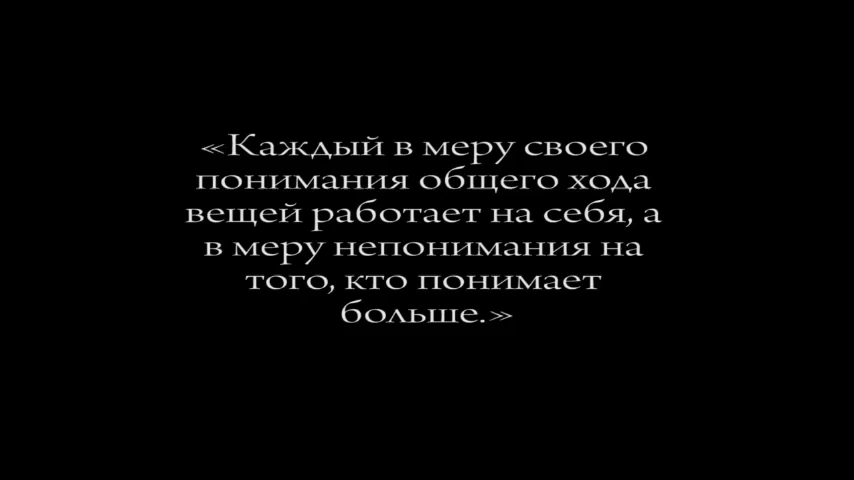 «Каждый в меру своего
понимания общего хода
вещей работает на себя, а
в меру непонимания на
того, кто понимает
больше.»